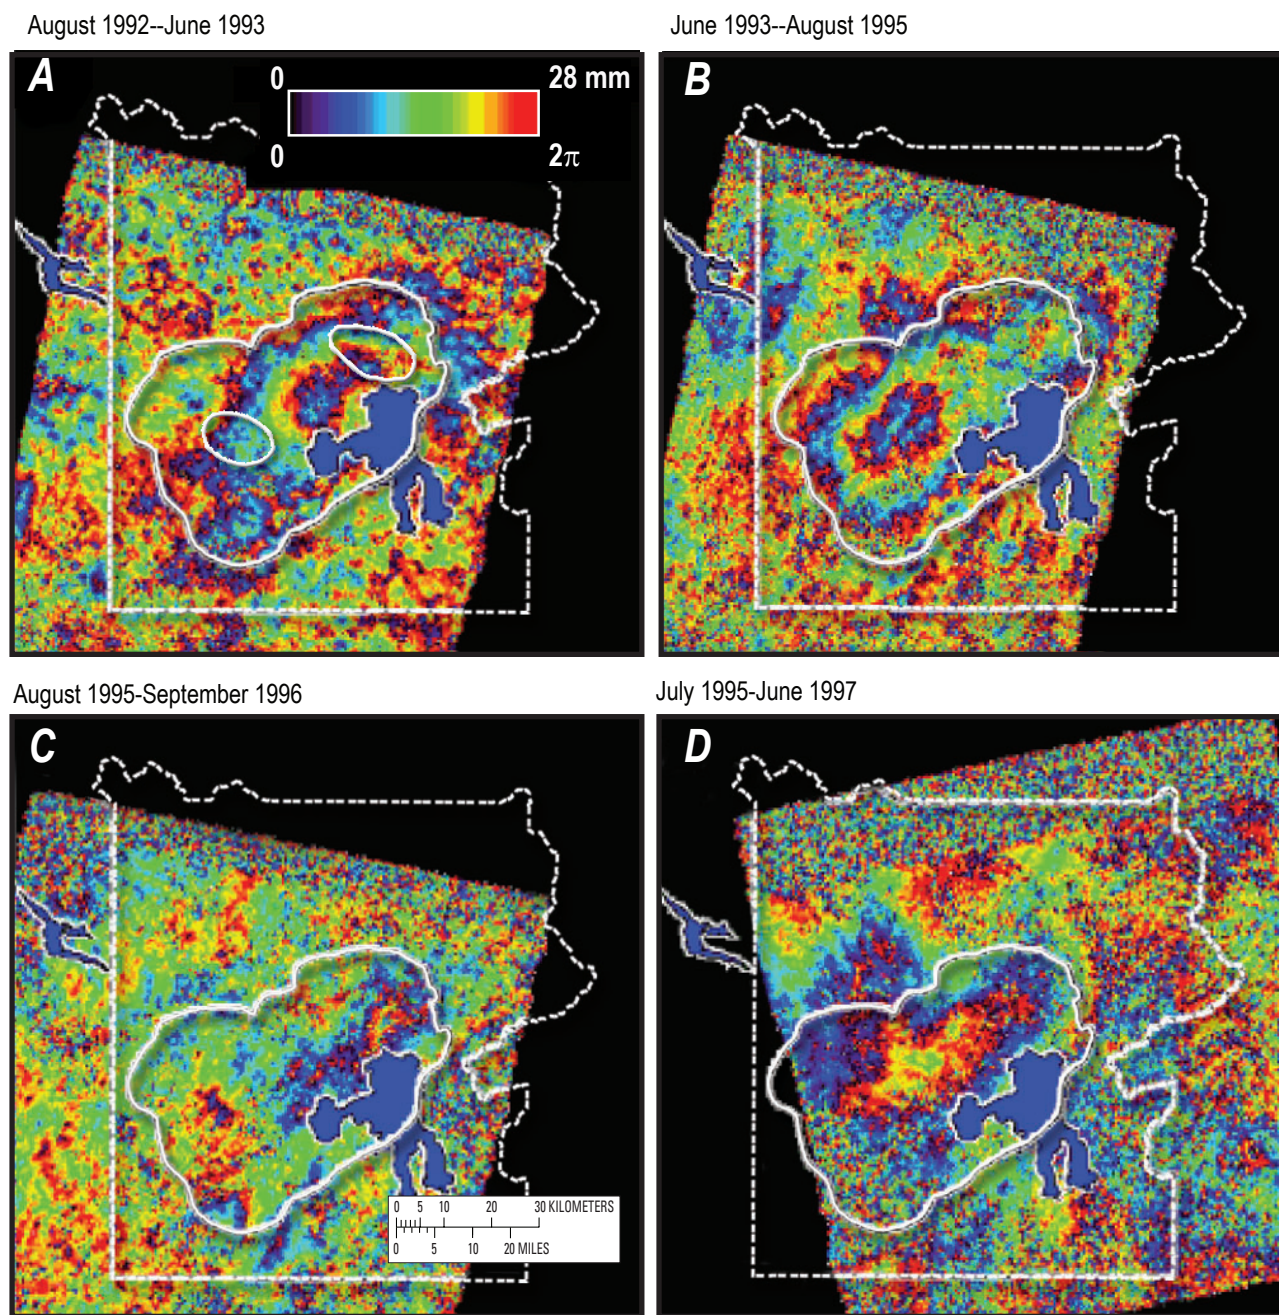 August 1992--June 1993
June 1993--August 1995
A
0 28 mm
0 2π
B
August 1995-September 1996
July 1995-June 1997
C
D
0 5 10 20 30 KILOMETERS
0 5 10 20 MILES